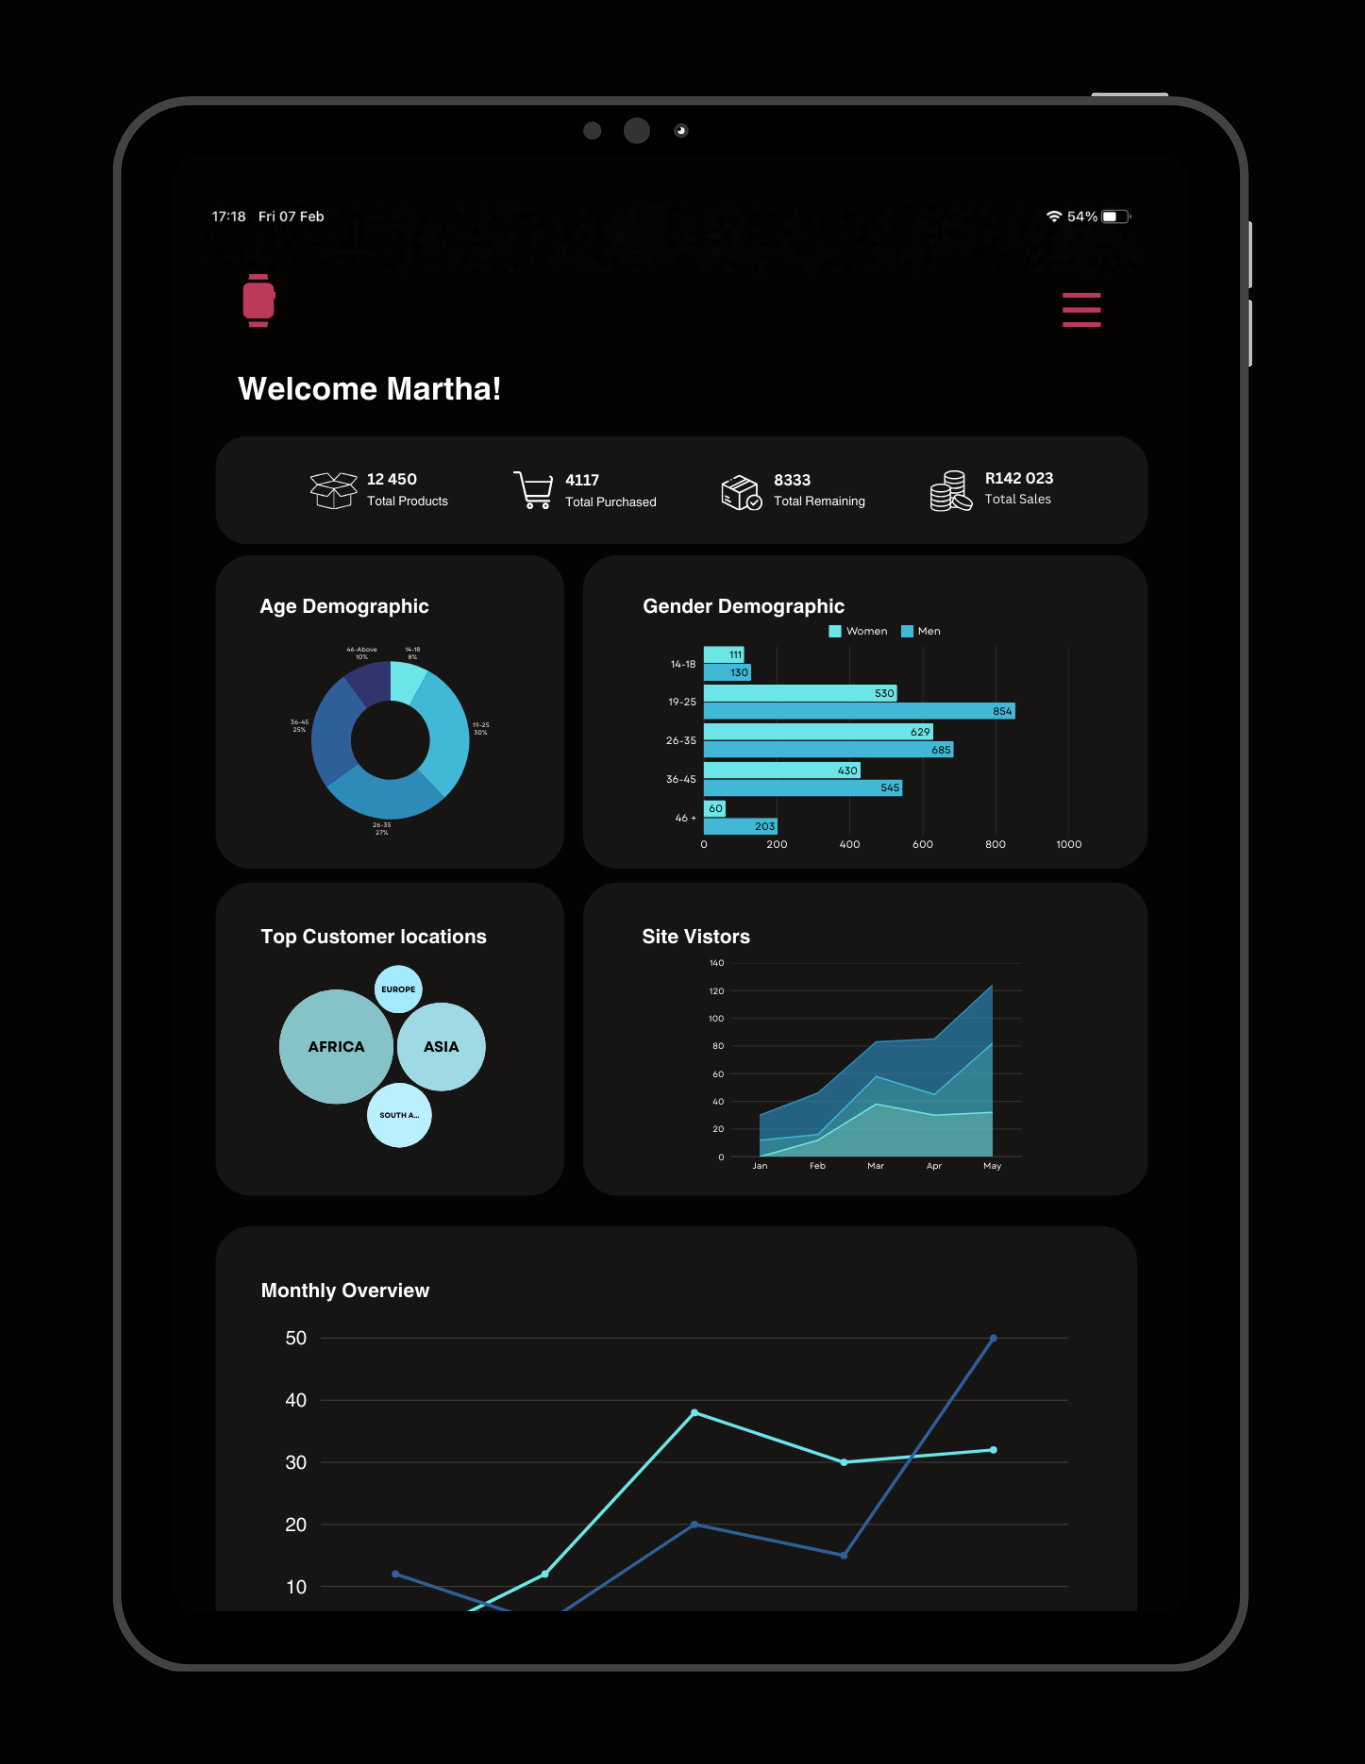 17:18 Fri 07 Feb 54%
Welcome Martha!
12 450
Total Products
4117
Total Purchased
8333
Total Remaining
R142 023
Total Sales
Age Demographic
46-Above
10%
14-18
8%
36-45
25%
19-25
30%
26-35
27%
Gender Demographic
Women Men
14-18
111
130
19-25
530
854
26-35
629
685
36-45
430
545
46 +
60
203
0 200 400 600 800 1000
Top Customer locations
EUROPE
AFRICA
ASIA
SOUTH A...
Site Vistors
140
120
100
80
60
40
20
0
Jan Feb Mar Apr May
Monthly Overview
50
40
30
20
10